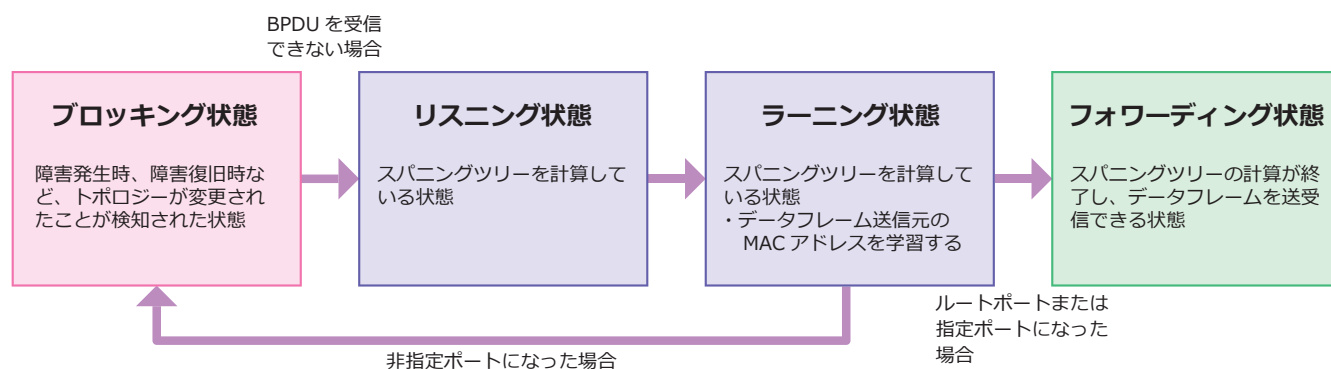 BPDU を受信
できない場合
ブロッキング状態
障害発生時、障害復旧時な
ど、トポロジーが変更され
たことが検知された状態
リスニング状態
スパニングツリーを計算して
いる状態
ラーニング状態
スパニングツリーを計算して
いる状態
・データフレーム送信元の
MAC アドレスを学習する
フォワーディング状態
スパニングツリーの計算が終
了し、データフレームを送受
信できる状態
ルートポートまたは
指定ポートになった
場合
非指定ポートになった場合